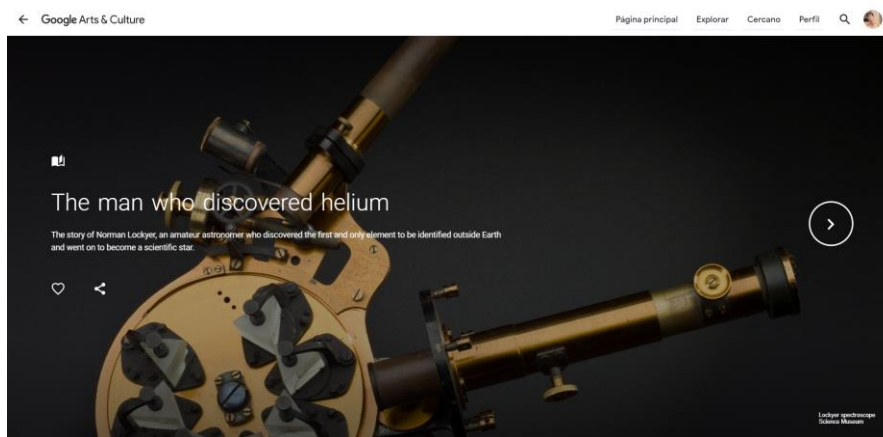 Google Arts & Culture
Página principal Explorar Cercano Perfil
The man who discovered helium
The story of Norman Lockyer, an amateur astronomer who discovered the first and only element to be identified outside Earth
and went on to become a scientific star.
Lockyer spectroscope
Science Museum